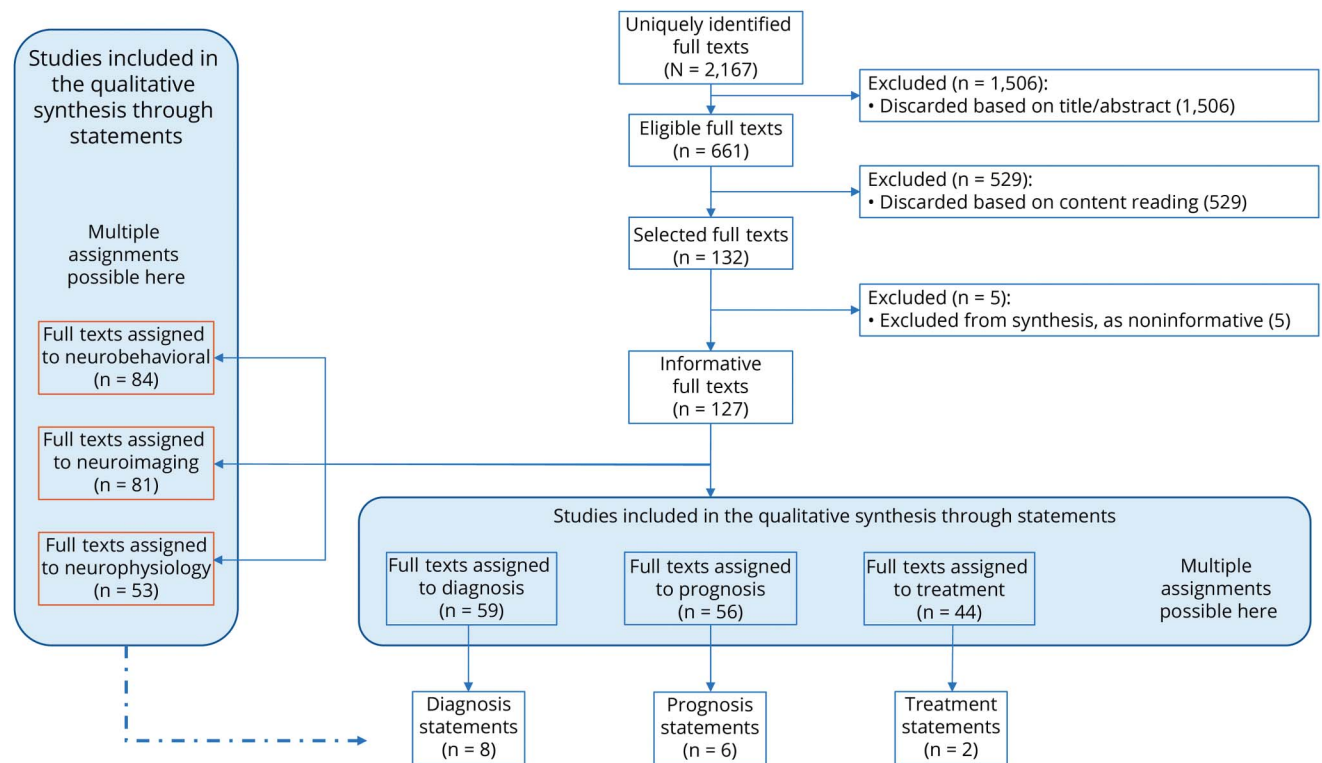 Studies included in
the qualitative
synthesis through
statements
Multiple
assignments
possible here
Full texts assigned
to neurobehavioral
(n = 84)
Full texts assigned
to neuroimaging
(n = 81)
Full texts assigned
to neurophysiology
(n = 53)
Uniquely identified
full texts
(N = 2,167)
Excluded (n = 1,506):
• Discarded based on title/abstract (1,506)
Eligible full texts
(n = 661)
Excluded (n = 529):
• Discarded based on content reading (529)
Selected full texts
(n = 132)
Excluded (n = 5):
• Excluded from synthesis, as noninformative (5)
Informative
full texts
(n = 127)
Studies included in the qualitative synthesis through statements
Full texts assigned
to diagnosis
(n = 59)
Full texts assigned
to prognosis
(n = 56)
Full texts assigned
to treatment
(n = 44)
Multiple
assignments
possible here
Diagnosis
statements
(n = 8)
Prognosis
statements
(n = 6)
Treatment
statements
(n = 2)